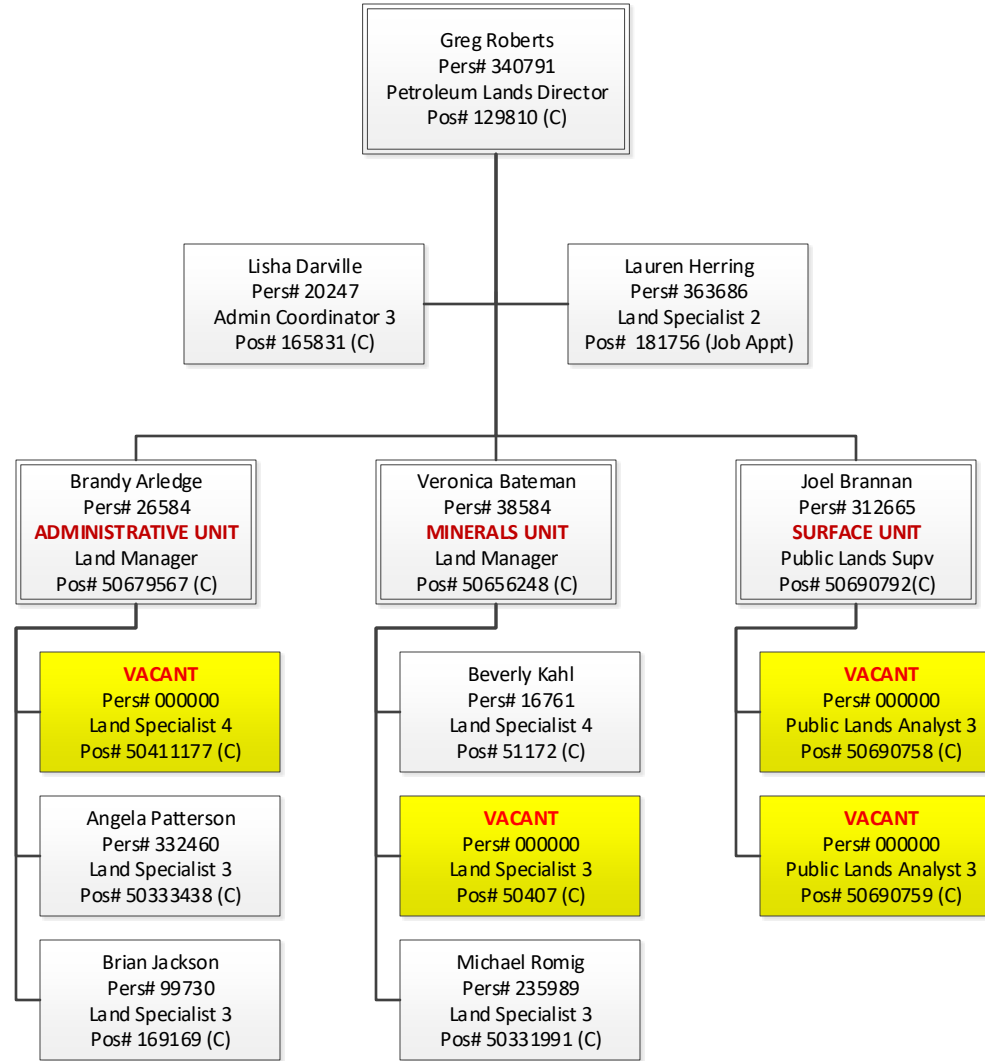 Greg Roberts
Pers# 340791
Petroleum Lands Director
Pos# 129810 (C)
Lisha Darville
Pers# 20247
Admin Coordinator 3
Pos# 165831 (C)
Lauren Herring
Pers# 363686
Land Specialist 2
Pos#  181756 (Job Appt)
Brandy Arledge
Pers# 26584
ADMINISTRATIVE UNIT
Land Manager
Pos# 50679567 (C)
Veronica Bateman
Pers# 38584
MINERALS UNIT
Land Manager
Pos# 50656248 (C)
Joel Brannan
Pers# 312665
SURFACE UNIT
Public Lands Supv
Pos# 50690792(C)
VACANT
Pers# 000000
Land Specialist 4
Pos# 50411177 (C)
Angela Patterson
Pers# 332460
Land Specialist 3
Pos# 50333438 (C)
Brian Jackson
Pers# 99730
Land Specialist 3
Pos# 169169 (C)
Beverly Kahl
Pers# 16761
Land Specialist 4
Pos# 51172 (C)
VACANT
Pers# 000000
Land Specialist 3
Pos# 50407 (C)
Michael Romig
Pers# 235989
Land Specialist 3
Pos# 50331991 (C)
VACANT
Pers# 000000
Public Lands Analyst 3
Pos# 50690758 (C)
VACANT
Pers# 000000
Public Lands Analyst 3
Pos# 50690759 (C)